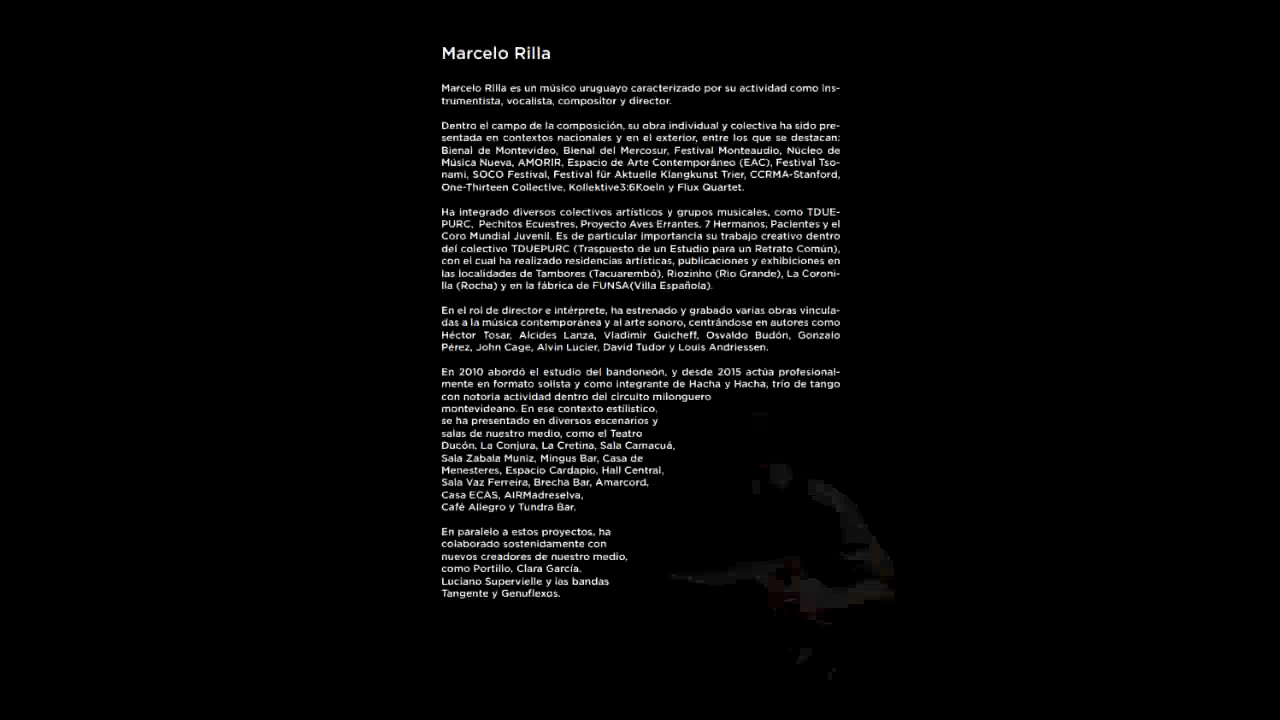 Marcelo Rilla
Marcelo Rilla es un músico uruguayo caracterizado por su actividad como ins-
trumentista, vocalista, compositor y director.
Dentro el campo de la composición, su obra individual y colectiva ha sido pre-
sentada en contextos nacionales y en el exterior, entre los que se destacan:
Bienal de Montevideo, Bienal del Mercosur, Festival Monteaudio, Núcleo de
Música Nueva, AMORIR, Espacio de Arte Contemporáneo (EAC), Festival Tso-
nami, SOCO Festival, Festival für Aktuelle Klangkunst Trier, CCRMA-Stanford,
One-Thirteen Collective, Kollektive3:6Koeln y Flux Quartet.
Ha integrado diversos colectivos artísticos y grupos musicales, como TDUE-
PURC, Pechitos Ecuestres, Proyecto Aves Errantes, 7 Hermanos, Pacientes y el
Coro Mundial Juvenil. Es de particular importancia su trabajo creativo dentro
del colectivo TDUEPURC (Traspuesto de un Estudio para un Retrato Común),
con el cual ha realizado residencias artísticas, publicaciones y exhibiciones en
las localidades de Tambores (Tacuarembó), Riozinho (Rio Grande), La Coroni-
lla (Rocha) y en la fábrica de FUNSA(Villa Española).
En el rol de director e intérprete, ha estrenado y grabado varias obras vincula-
das a la música contemporánea y al arte sonoro, centrándose en autores como
Héctor Tosar, Alcides Lanza, Vladimir Guicheff, Osvaldo Budón, Gonzalo
Pérez, John Cage, Alvin Lucier, David Tudor y Louis Andriessen.
En 2010 abordó el estudio del bandoneón, y desde 2015 actúa profesional-
mente en formato solista y como integrante de Hacha y Hacha, trío de tango
con notoria actividad dentro del circuito milonguero
montevideano. En ese contexto estílistico,
se ha presentado en diversos escenarios y
salas de nuestro medio, como el Teatro
Ducón, La Conjura, La Cretina, Sala Camacuá,
Sala Zabala Muniz, Mingus Bar, Casa de
Menesteres, Espacio Cardapio, Hall Central,
Sala Vaz Ferreira, Brecha Bar, Amarcord,
Casa ECAS, AIRMadreselva,
Café Allegro y Tundra Bar.
En paralelo a estos proyectos, ha
colaborado sostenidamente con
nuevos creadores de nuestro medio,
como Portillo, Clara García,
Luciano Supervielle y las bandas
Tangente y Genuflexos.